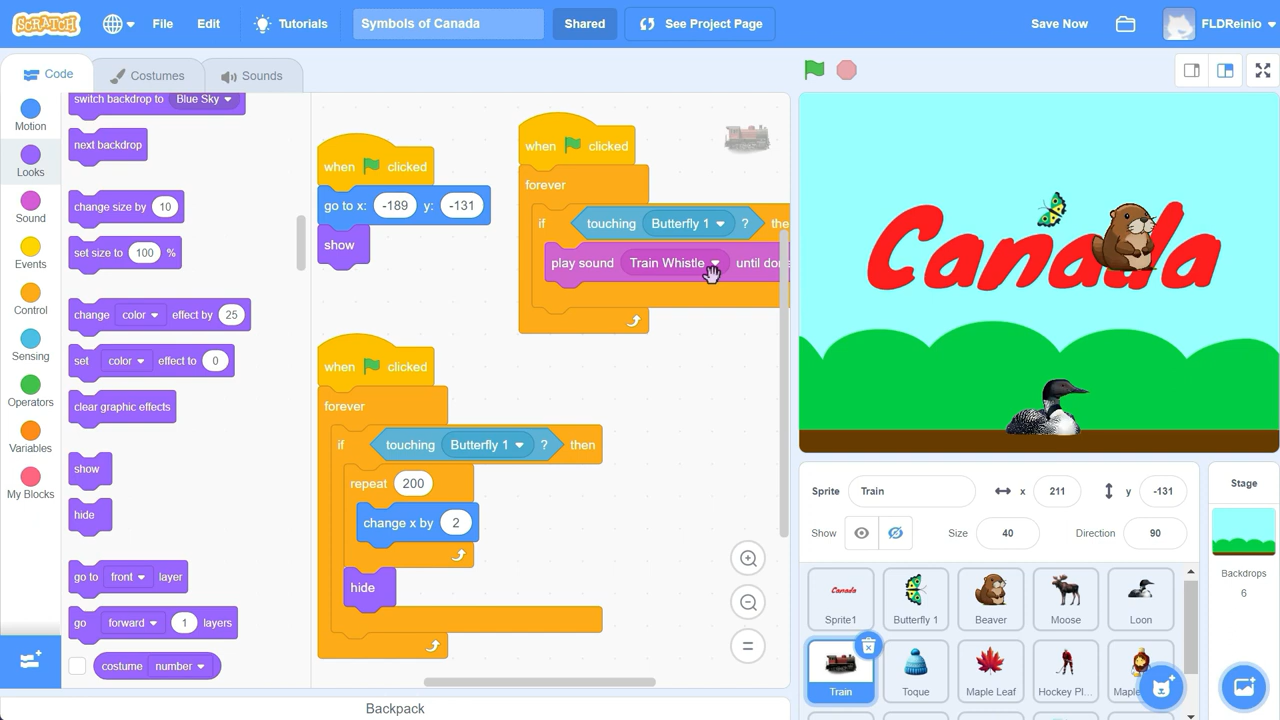 SCRATCH
File
Edit
Tutorials
Symbols of Canada
Shared
See Project Page
Save Now
FLDReinio
Code
Costumes
Sounds
Motion
Looks
Sound
Events
Control
Sensing
Operators
Variables
My Blocks
switch backdrop to Blue Sky
next backdrop
change size by 10
set size to 100 %
change color effect by 25
set color effect to 0
clear graphic effects
show
hide
go to front layer
go forward 1 layers
costume number
when clicked
go to x: -189 y: -131
show
when clicked
forever
if touching Butterfly 1 ? then
repeat 200
change x by 2
hide
when clicked
forever
if touching Butterfly 1 ?
play sound Train Whistle until
Backpack
Canada
Sprite Train x 211 y -131
Show Size 40 Direction 90
Sprite1
Butterfly 1
Beaver
Moose
Loon
Train
Toque
Maple Leaf
Hockey Pl...
Canada
Stage
Backdrops
6